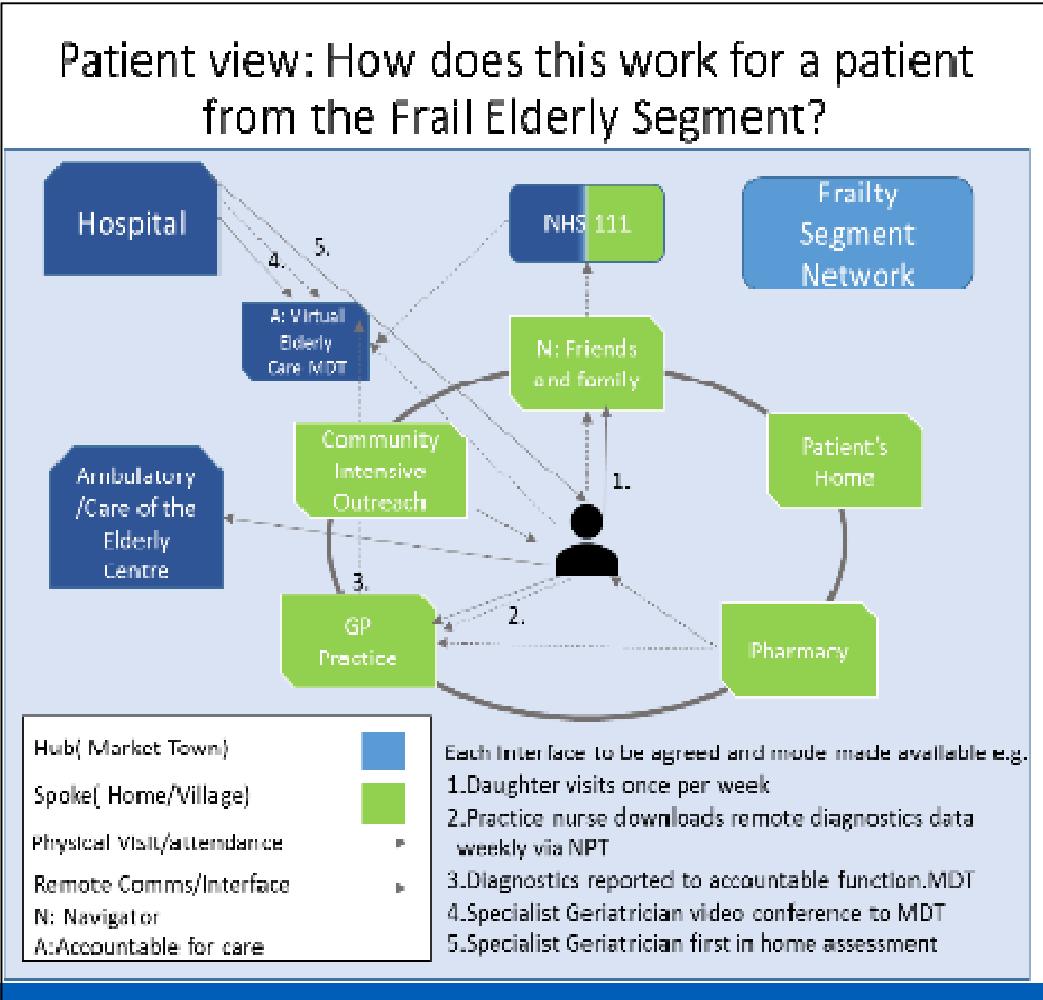 Patient view: How does this work for a patient
from the Frail Elderly Segment?
Hospital
NHS 111
Frailty
Segment
Network
4.
5.
A: Virtual
Elderly
Care MDT
N: Friends
and family
Community
Intensive
Outreach
Patient's
Home
Ambulatory
/Care of the
Elderly
Centre
1.
3.
2.
GP
Practice
Pharmacy
Hub( Market Town)
Spoke( Home/Village)
Physical Visit/attendance
Remote Comms/Interface
N: Navigator
A:Accountable for care
Each Interface to be agreed and mode made available e.g.
1.Daughter visits once per week
2.Practice nurse downloads remote diagnostics data
weekly via NPT
3.Diagnostics reported to accountable function.MDT
4.Specialist Geriatrician video conference to MDT
5.Specialist Geriatrician first in home assessment